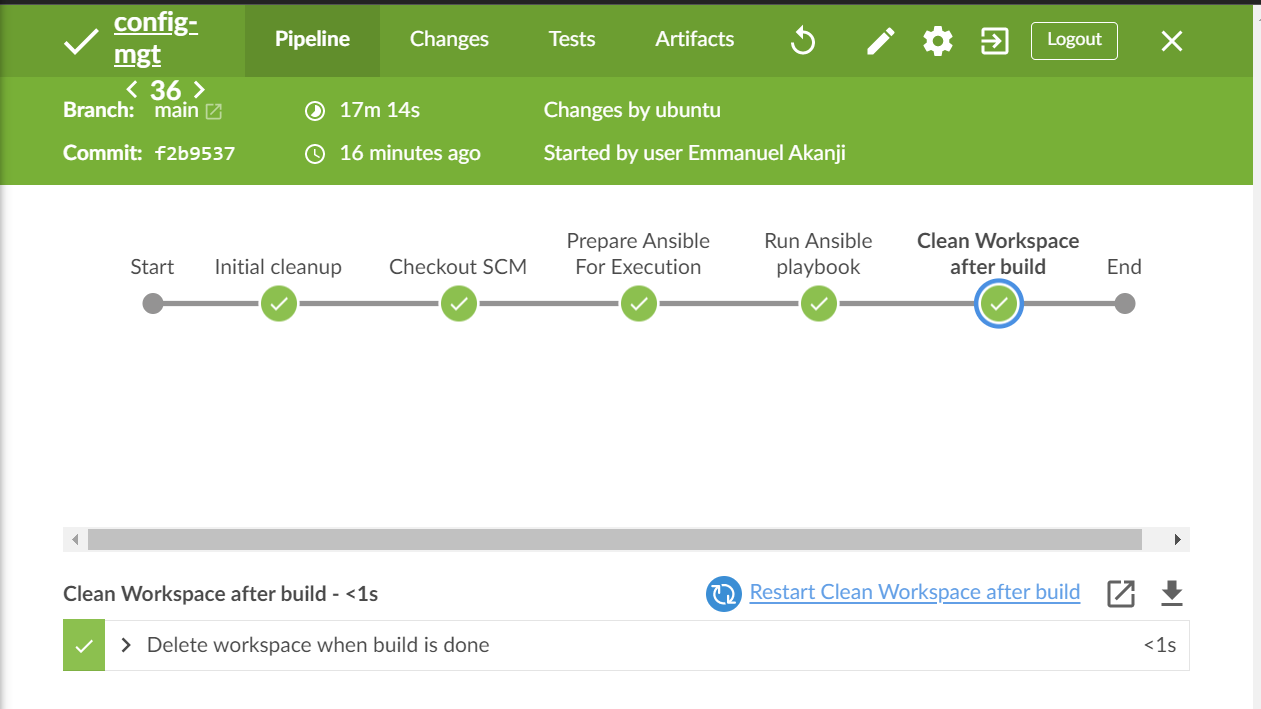 config-
mgt
Pipeline
Changes
Tests
Artifacts
Logout
36
Branch: main
17m 14s
Changes by ubuntu
Commit: f2b9537
16 minutes ago
Started by user Emmanuel Akanji
Start
Initial cleanup
Checkout SCM
Prepare Ansible
For Execution
Run Ansible
playbook
Clean Workspace
after build
End
Clean Workspace after build - <1s
Restart Clean Workspace after build
Delete workspace when build is done
<1s